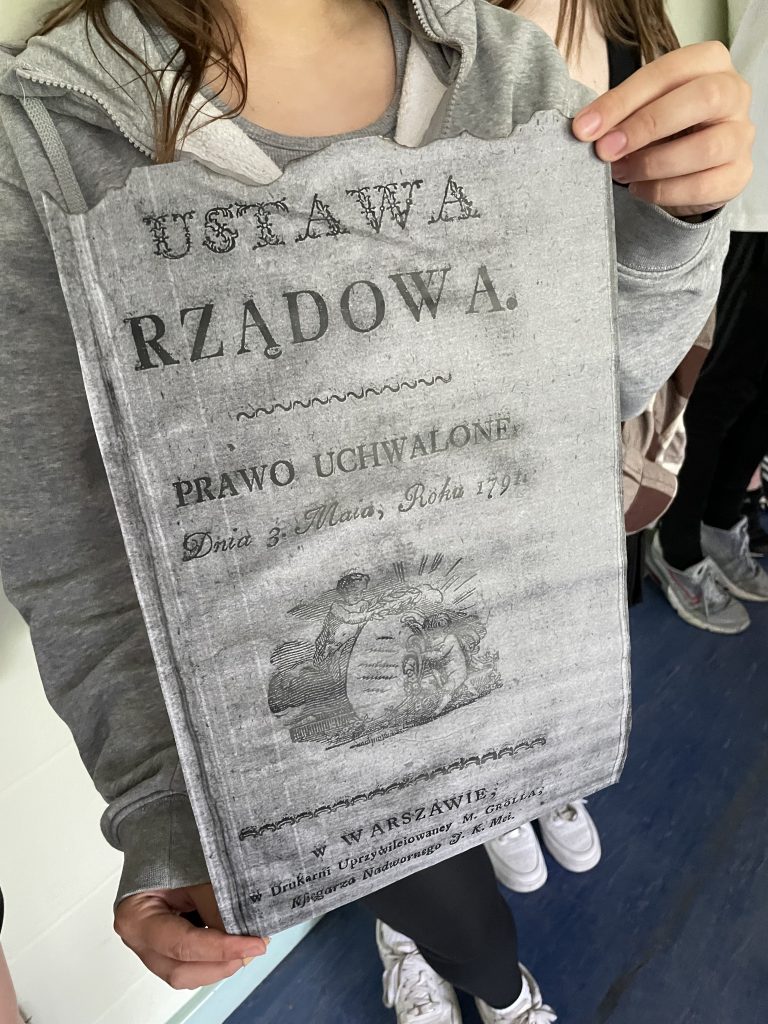 USTAWA
RZĄDOWA.
PRAWO UCHWALONE
Dnia 3. Maia, Roku 1791.
w WARSZAWIE,
w Drukarni Uprzywileiowaney M. GRÖLLA,
Księgarza Nadwornego J. K. Mci.